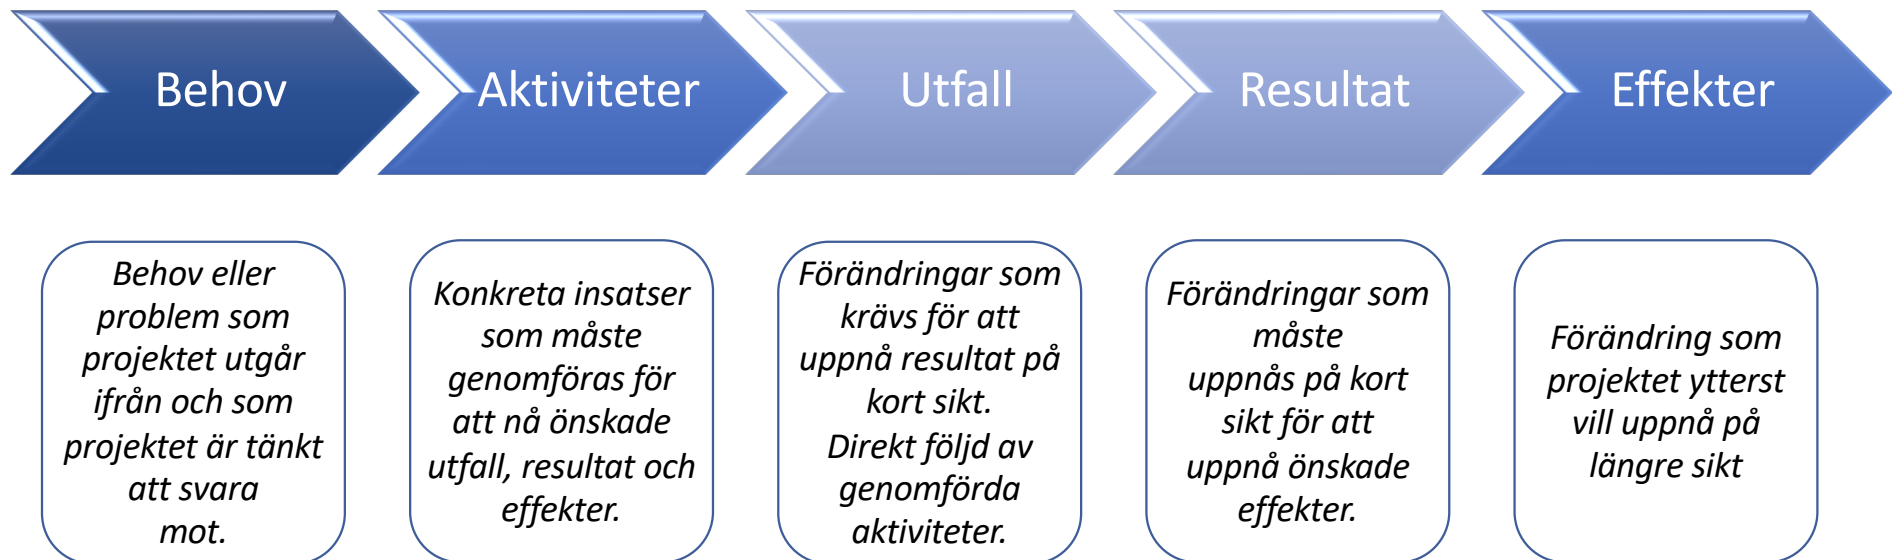 Behov
Aktiviteter
Utfall
Resultat
Effekter
Behov eller
problem som
projektet utgår
ifrån och som
projektet är tänkt
att svara
mot.
Konkreta insatser
som måste
genomföras för
att nå önskade
utfall, resultat och
effekter.
Förändringar som
krävs för att
uppnå resultat på
kort sikt.
Direkt följd av
genomförda
aktiviteter.
Förändringar som
måste
uppnås på kort
sikt för att
uppnå önskade
effekter.
Förändring som
projektet ytterst
vill uppnå på
längre sikt